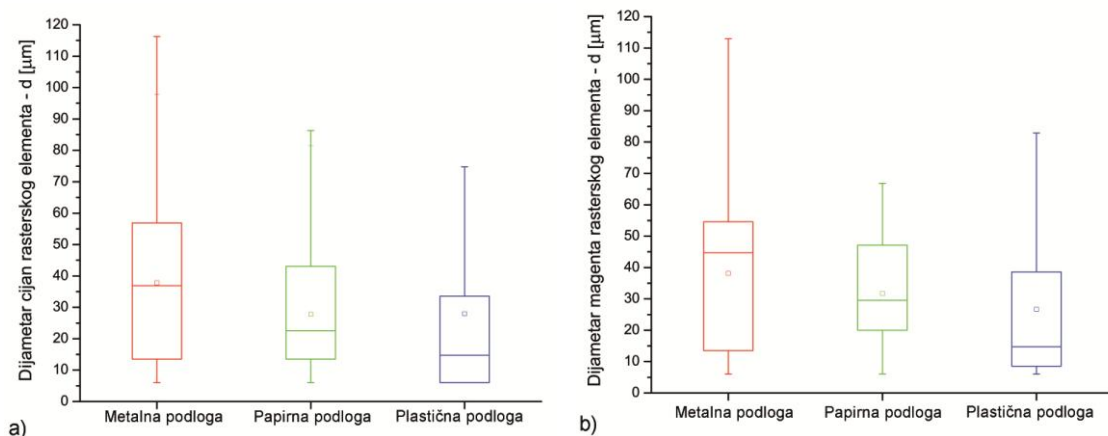 Dijametar cijan rasterskog elementa - d [µm]
120
110
100
90
80
70
60
50
40
30
20
10
0
Metalna podloga
Papirna podloga
Plastična podloga
a)
Dijametar magenta rasterskog elementa - d [µm]
120
110
100
90
80
70
60
50
40
30
20
10
0
Metalna podloga
Papirna podloga
Plastična podloga
b)